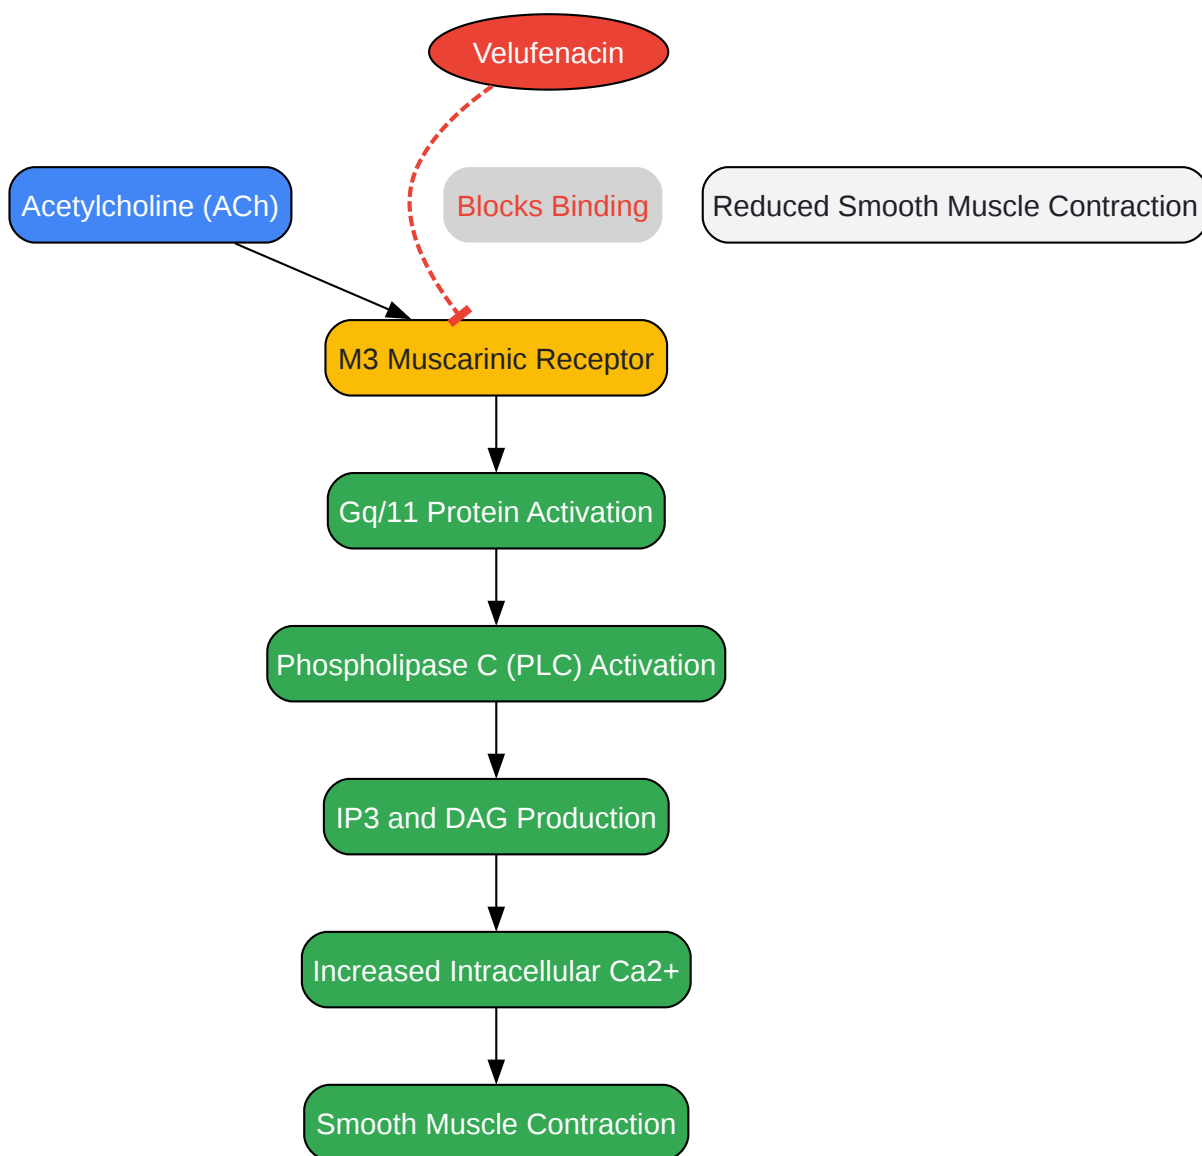 Velufenacin
Acetylcholine (ACh)
Blocks Binding
Reduced Smooth Muscle Contraction
M3 Muscarinic Receptor
Gq/11 Protein Activation
Phospholipase C (PLC) Activation
IP3 and DAG Production
Increased Intracellular Ca2+
Smooth Muscle Contraction